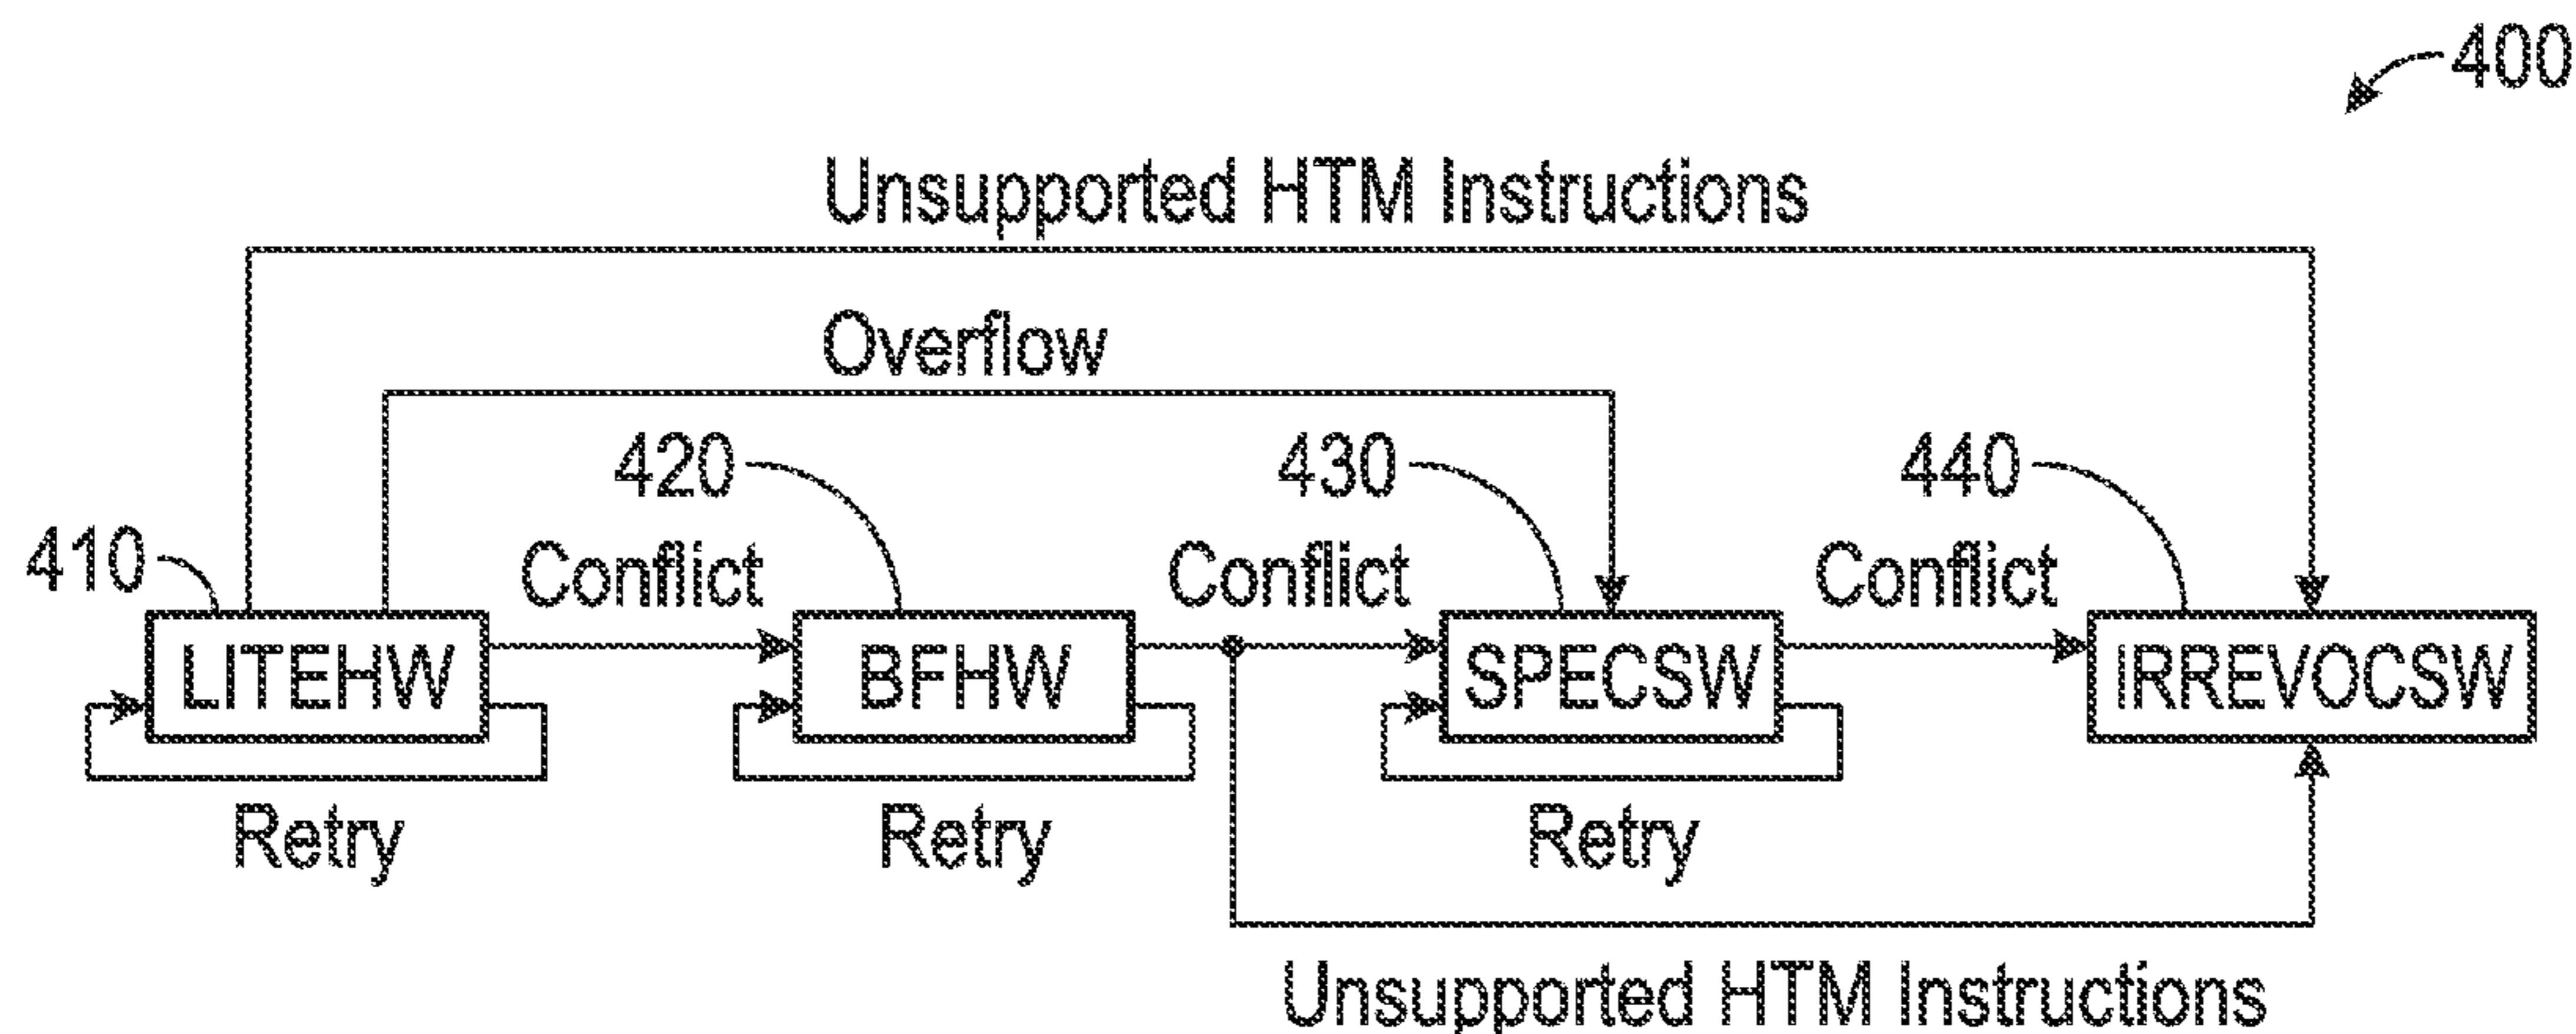 400
Unsupported HTM Instructions
Overflow
420
430
440
410
Conflict
Conflict
Conflict
LITEHW
BFHW
SPECSW
IRREVOCSW
Retry
Retry
Retry
Unsupported HTM Instructions